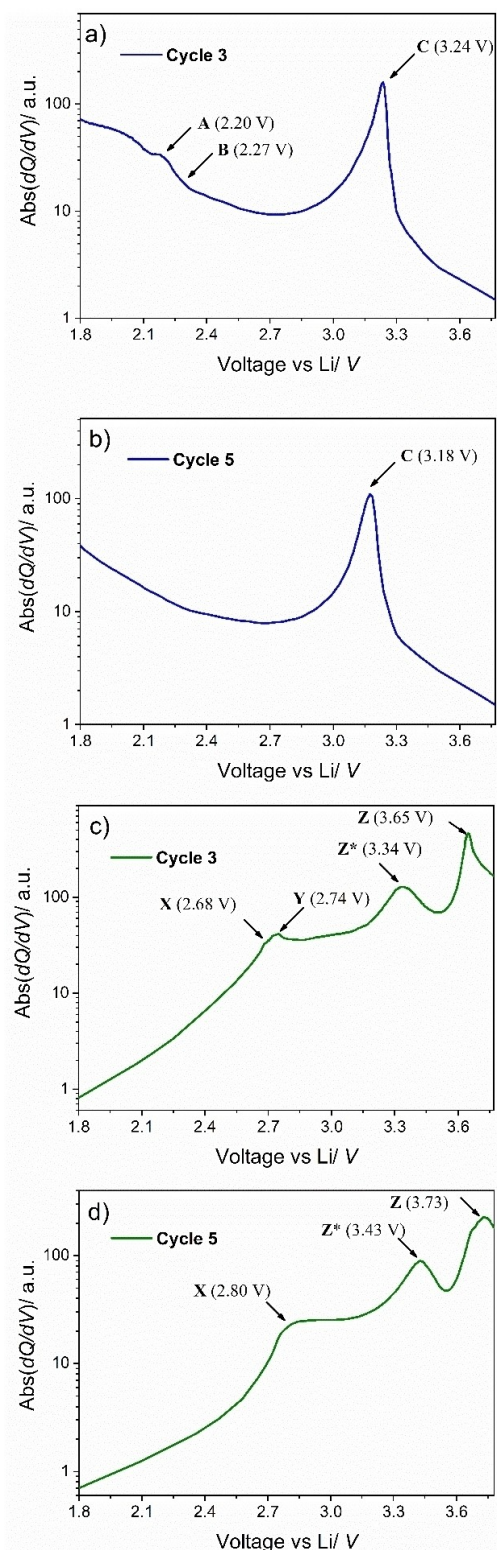 a)
Cycle 3
C (3.24 V)
A (2.20 V)
B (2.27 V)
100
10
1
Abs(dQ/dV)/ a.u.
1.8 2.1 2.4 2.7 3.0 3.3 3.6
Voltage vs Li/ V
b)
Cycle 5
C (3.18 V)
100
10
1
Abs(dQ/dV)/ a.u.
1.8 2.1 2.4 2.7 3.0 3.3 3.6
Voltage vs Li/ V
c)
Cycle 3
Z (3.65 V)
Z* (3.34 V)
X (2.68 V)
Y (2.74 V)
100
10
1
Abs(dQ/dV)/ a.u.
1.8 2.1 2.4 2.7 3.0 3.3 3.6
Voltage vs Li/ V
d)
Cycle 5
Z (3.73)
Z* (3.43 V)
X (2.80 V)
100
10
1
Abs(dQ/dV)/ a.u.
1.8 2.1 2.4 2.7 3.0 3.3 3.6
Voltage vs Li/ V